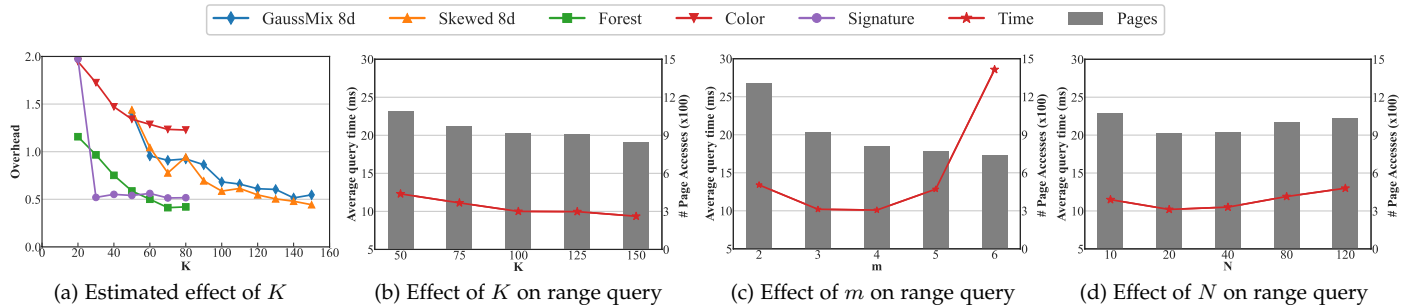 GaussMix 8d Skewed 8d Forest Color Signature Time Pages
Overhead
2.0
1.5
1.0
0.5
0.0
0 20 40 60 80 100 120 140 160
K
(a) Estimated effect of K
Average query time (ms)
30
25
20
15
10
5
50 75 100 125 150
K
15
12
9
6
3
0
# Page Accesses (x100)
(b) Effect of K on range query
Average query time (ms)
30
25
20
15
10
5
2 3 4 5 6
m
15
12
9
6
3
0
# Page Accesses (x100)
(c) Effect of m on range query
Average query time (ms)
30
25
20
15
10
5
10 20 40 80 120
N
15
12
9
6
3
0
# Page Accesses (x100)
(d) Effect of N on range query